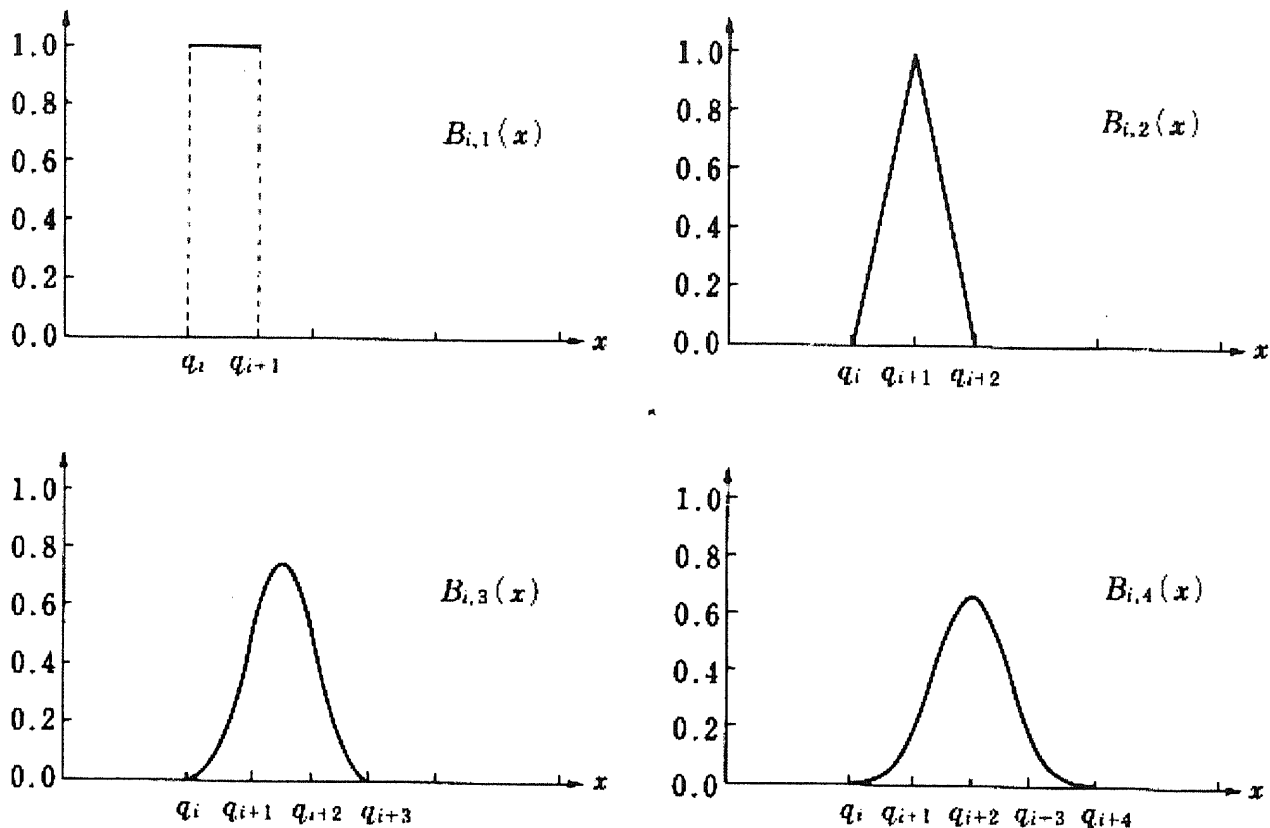 1.0
0.8
0.6
0.4
0.2
0.0
B_{i,1}(x)
q_i q_{i+1}
x
1.0
0.8
0.6
0.4
0.2
0.0
B_{i,2}(x)
q_i q_{i+1} q_{i+2}
x
1.0
0.8
0.6
0.4
0.2
0.0
B_{i,3}(x)
q_i q_{i+1} q_{i+2} q_{i+3}
x
1.0
0.8
0.6
0.4
0.2
0.0
B_{i,4}(x)
q_i q_{i+1} q_{i+2} q_{i+3} q_{i+4}
x